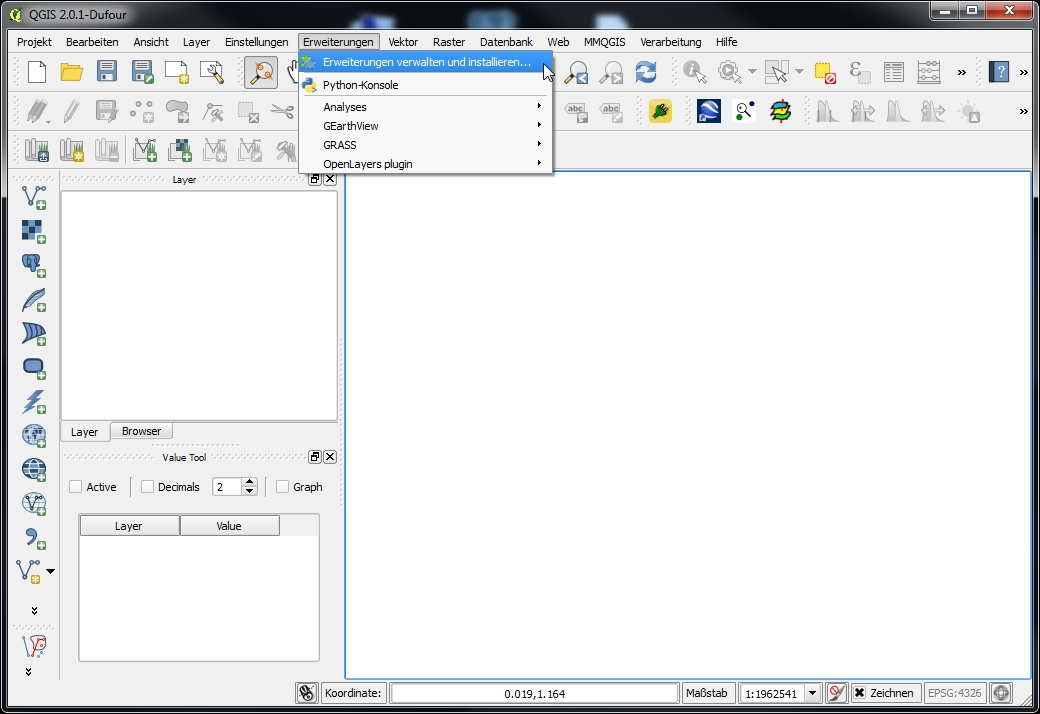 QGIS 2.0.1-Dufour
Projekt Bearbeiten Ansicht Layer Einstellungen Erweiterungen Vektor Raster Datenbank Web MMQGIS Verarbeitung Hilfe
Erweiterungen verwalten und installieren...
Python-Konsole
Analyses
GEarthView
GRASS
OpenLayers plugin
abc abc
Layer
Layer Browser
Value Tool
Active Decimals 2 Graph
Layer Value
Koordinate: 0.019,1.164 Maßstab 1:1962541 Zeichnen EPSG:4326